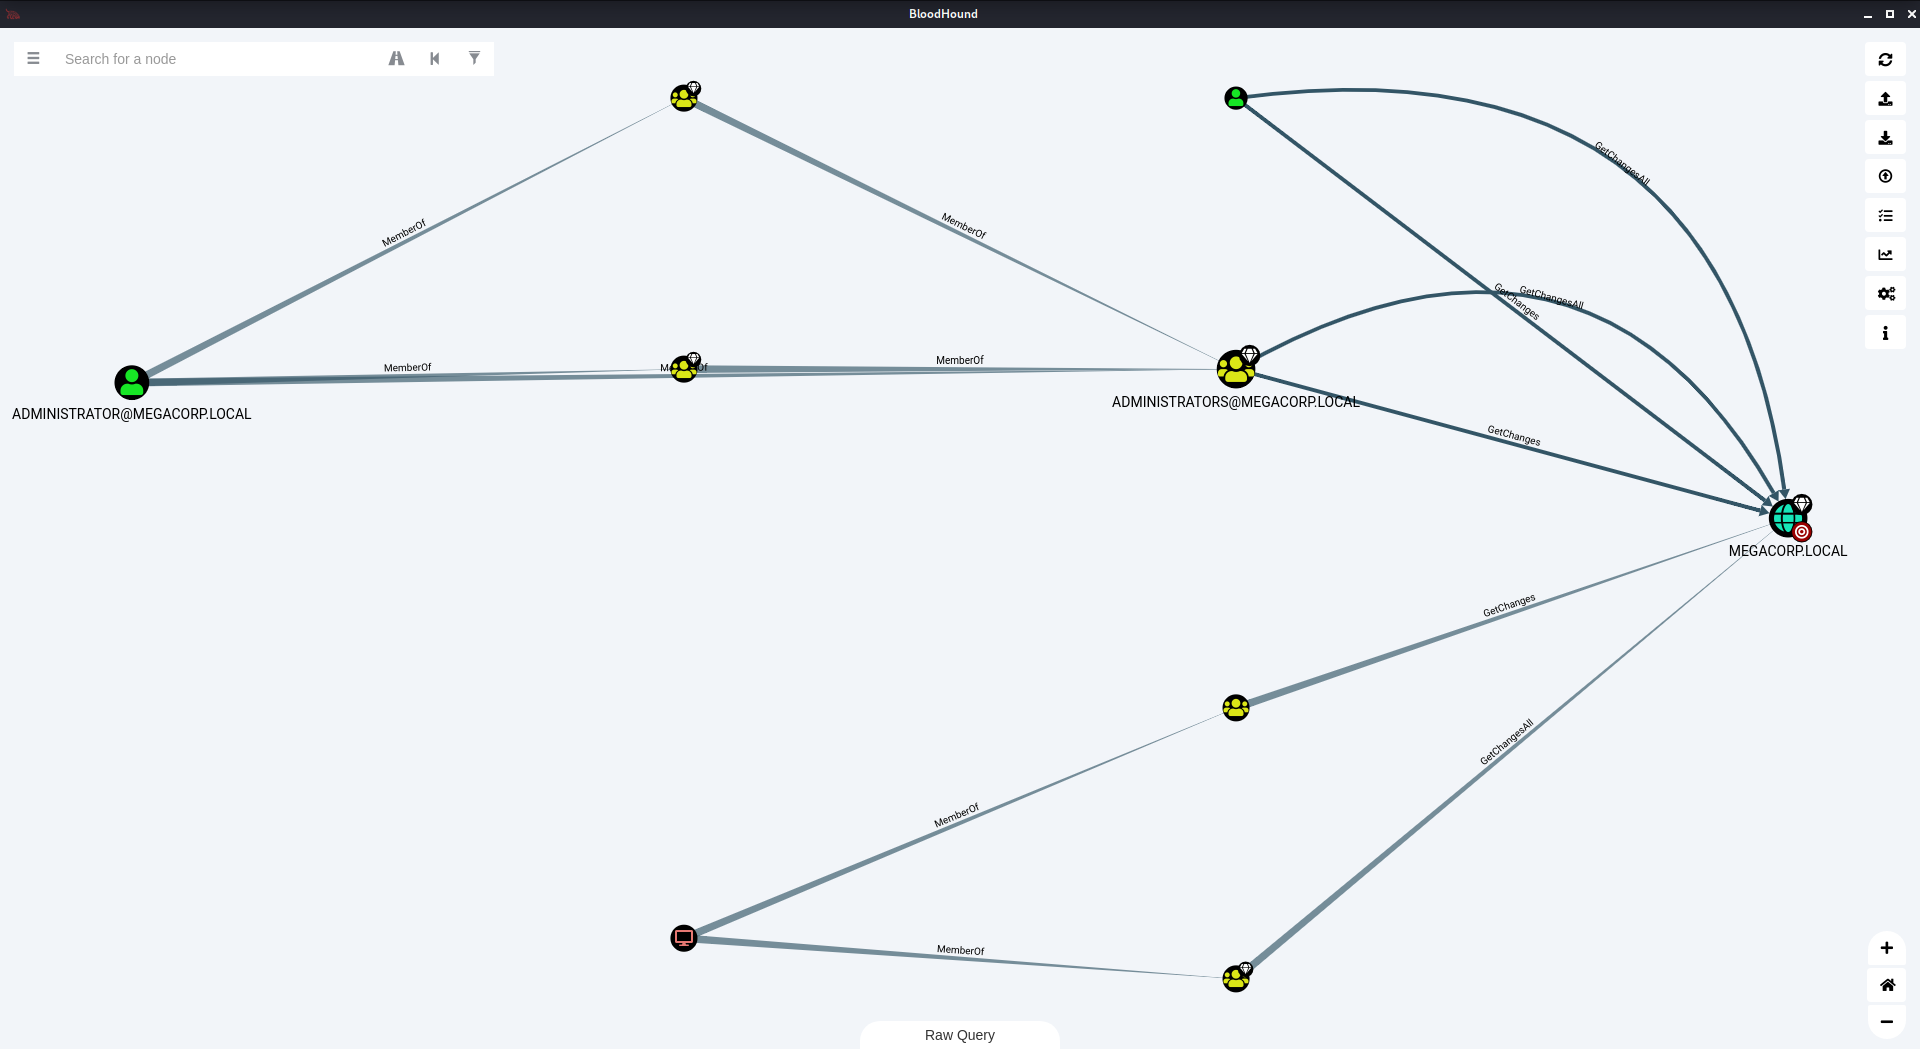 BloodHound
Search for a node
GetChangesAll
MemberOf
MemberOf
GetChangesAll
GetChanges
MemberOf
MemberOf
MemberOf
ADMINISTRATOR@MEGACORP.LOCAL
ADMINISTRATORS@MEGACORP.LOCAL
GetChanges
MEGACORP.LOCAL
GetChanges
GetChangesAll
MemberOf
MemberOf
Raw Query